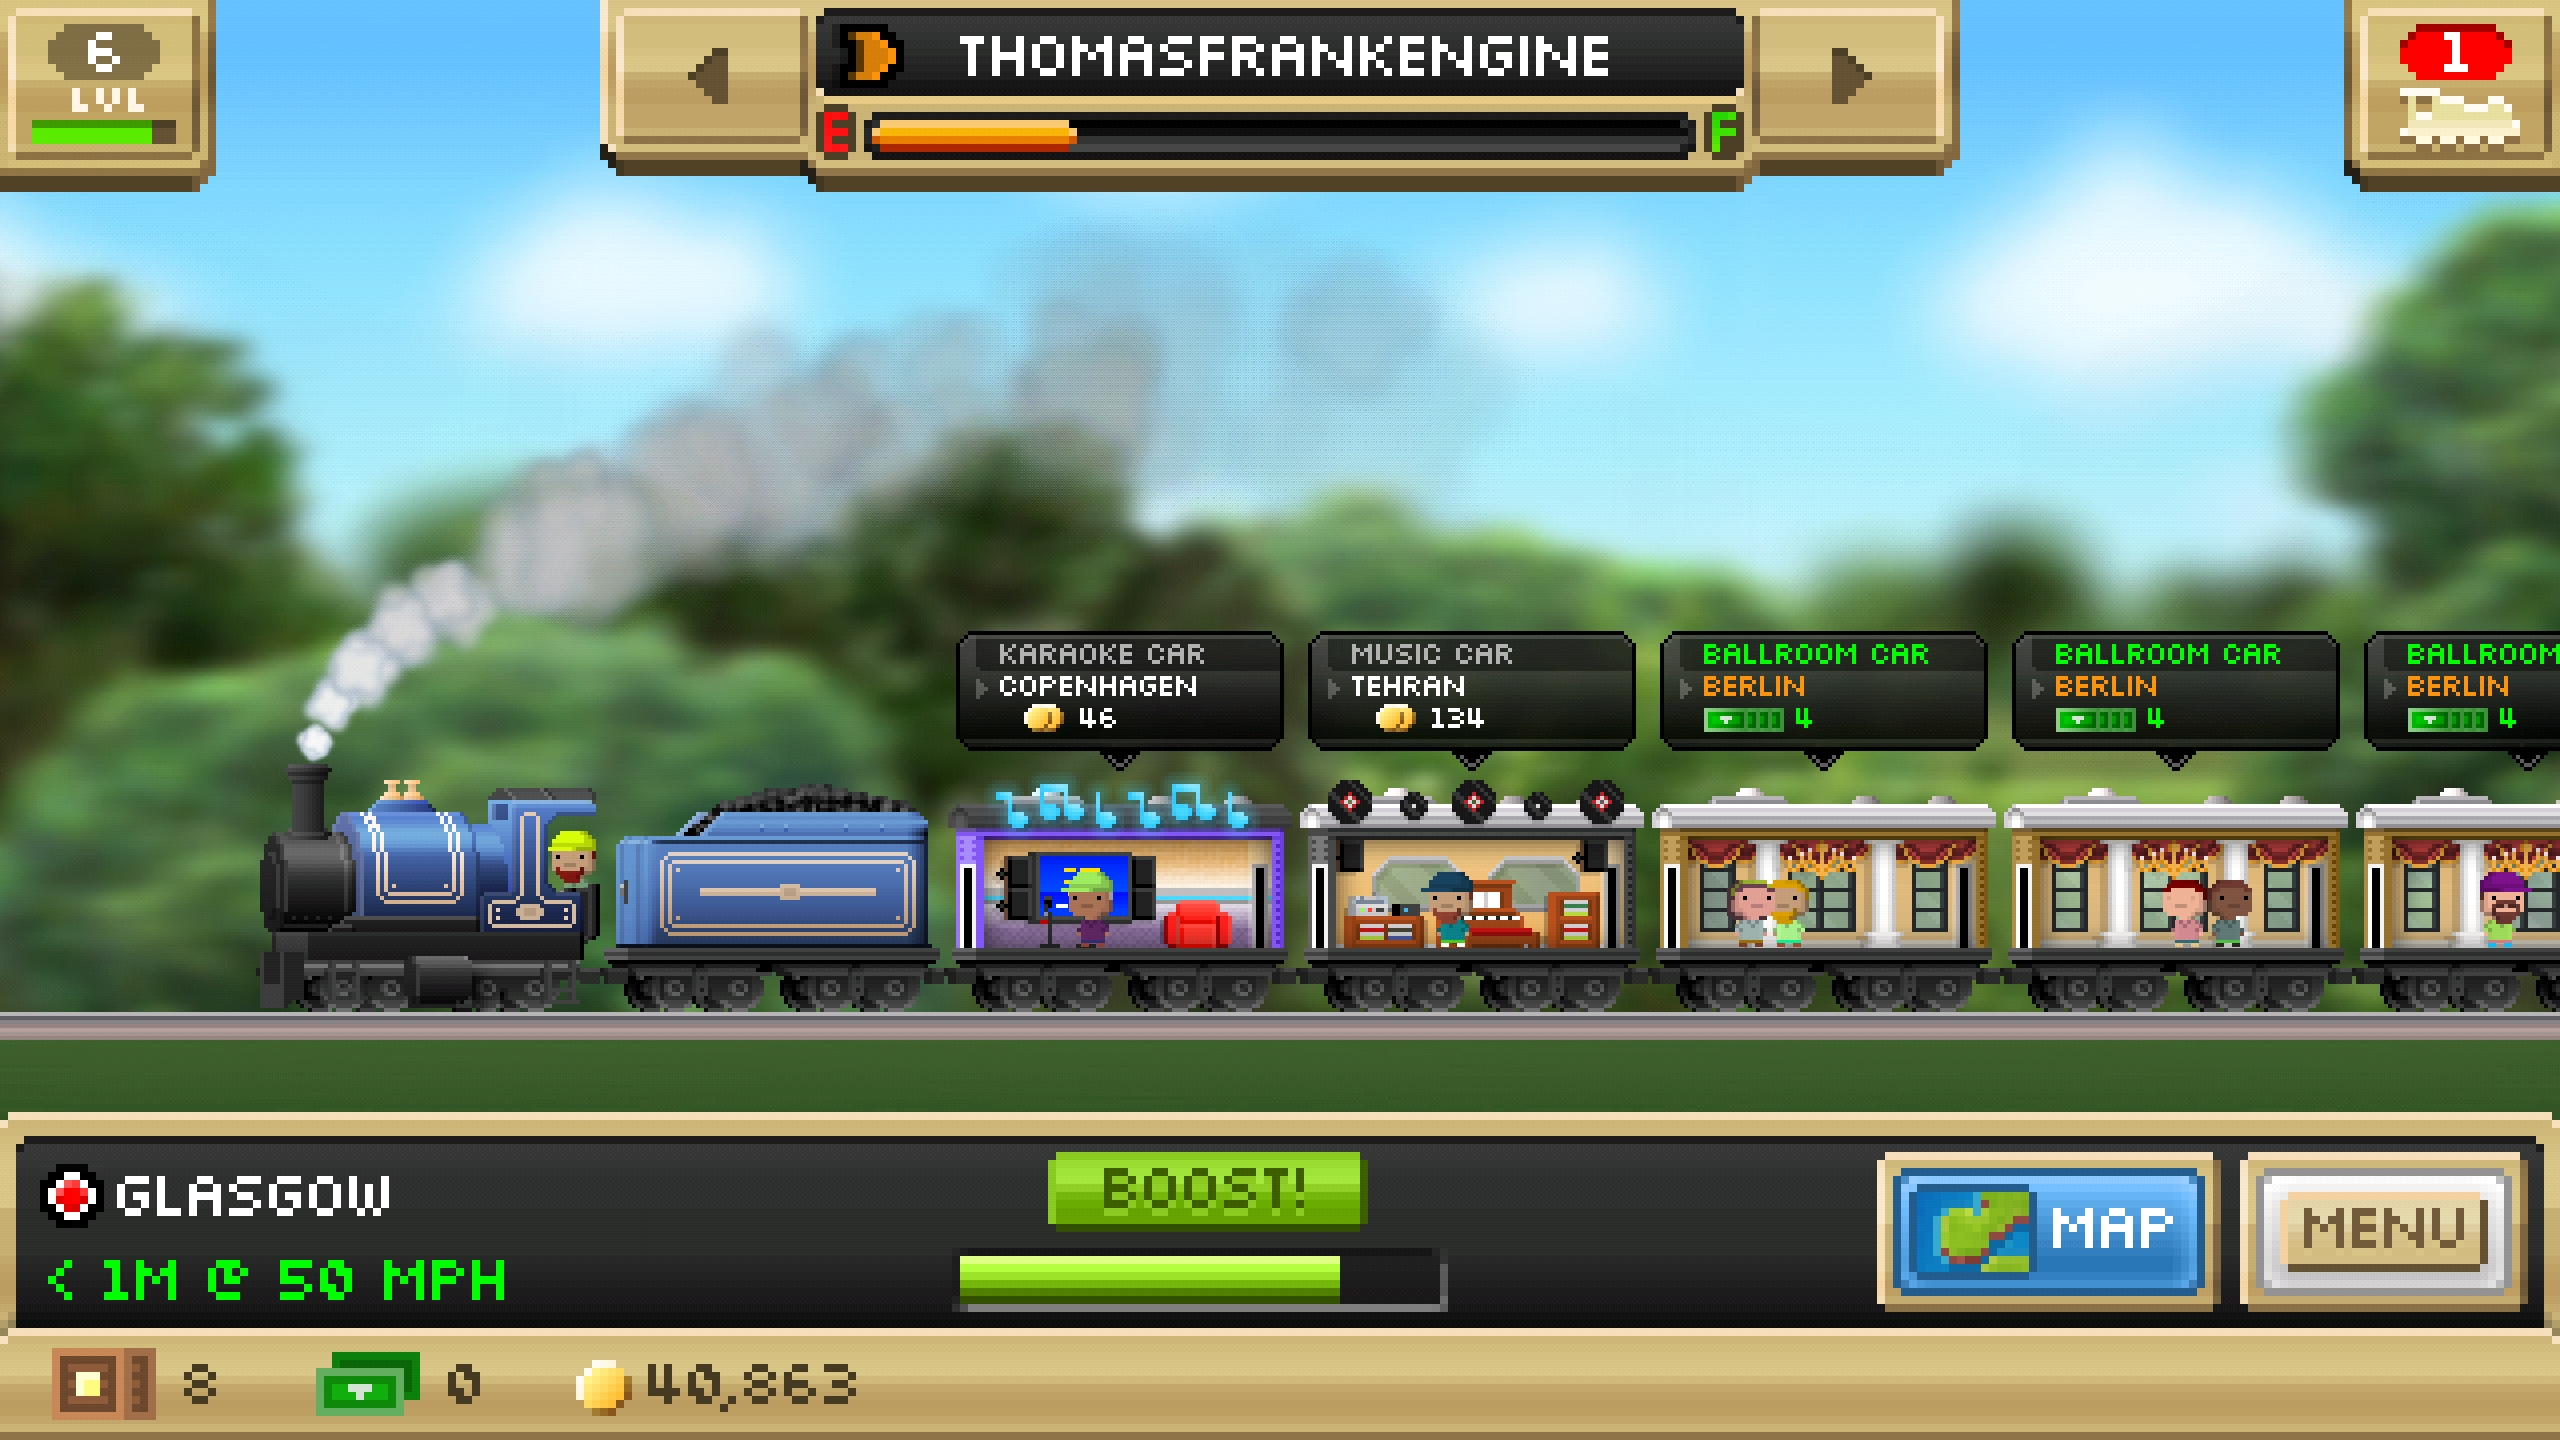 6
LVL
THOMASFRANKENGINE
E F
1
KARAOKE CAR
COPENHAGEN
46
MUSIC CAR
TEHRAN
134
BALLROOM CAR
BERLIN
4
BALLROOM CAR
BERLIN
4
BALLROOM
BERLIN
4
GLASGOW
< 1M @ 50 MPH
BOOST!
MAP
MENU
8
0
40,863